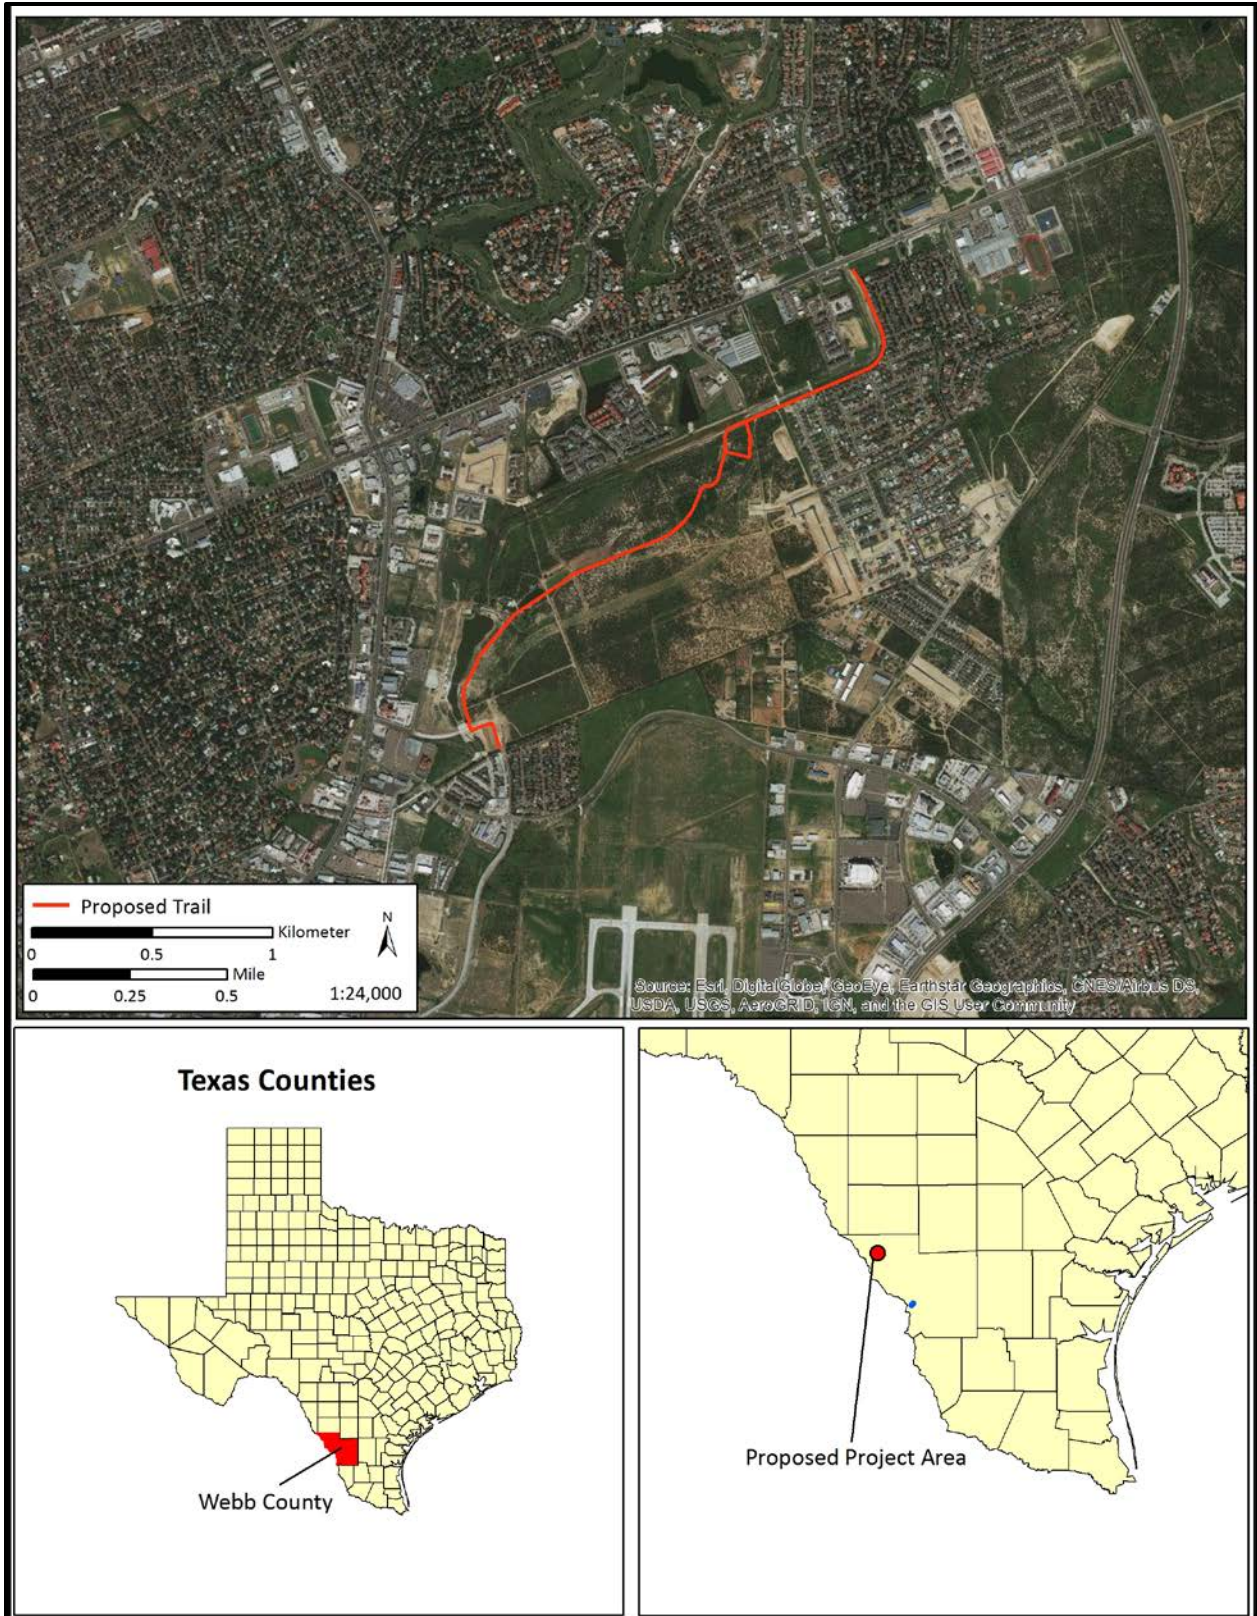 Proposed Trail
N
Kilometer
0 0.5 1
Mile
0 0.25 0.5
1:24,000
Source: Esri, DigitalGlobe, GeoEye, Earthstar Geographics, CNES/Airbus DS,
USDA, USGS, AeroGRID, IGN, and the GIS User Community
Texas Counties
Webb County
Proposed Project Area